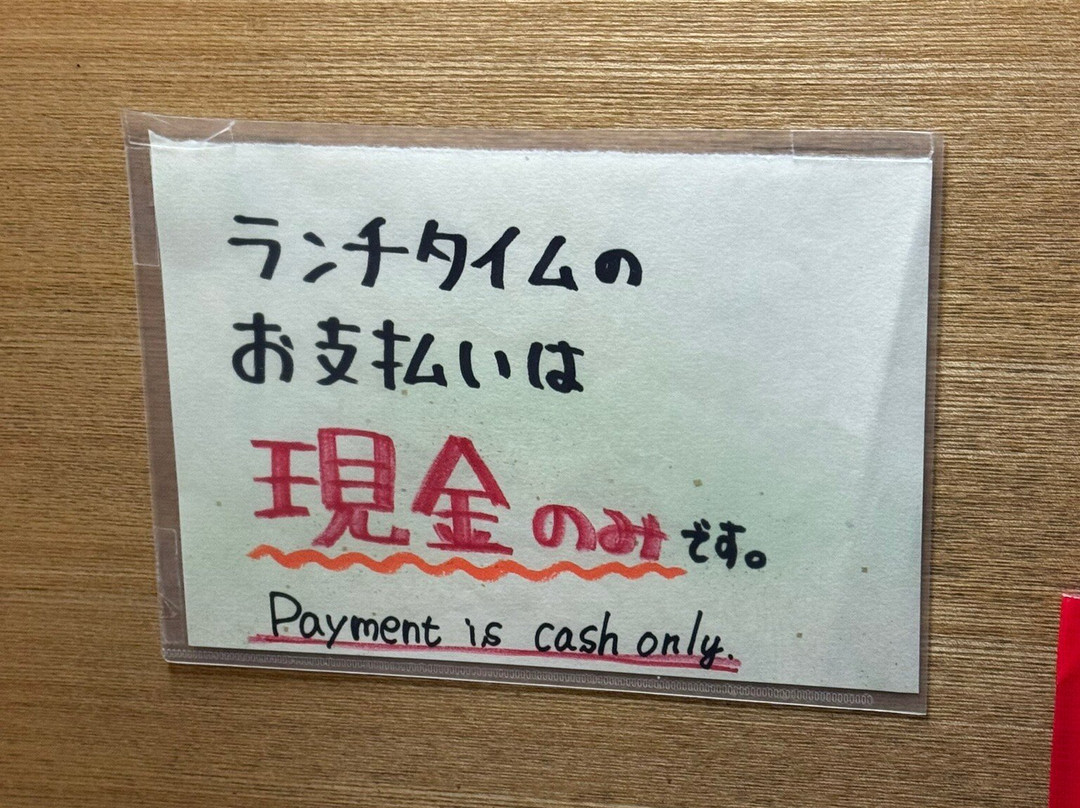 ランチタイムの
お支払いは
現金のみです。
Payment is cash only.